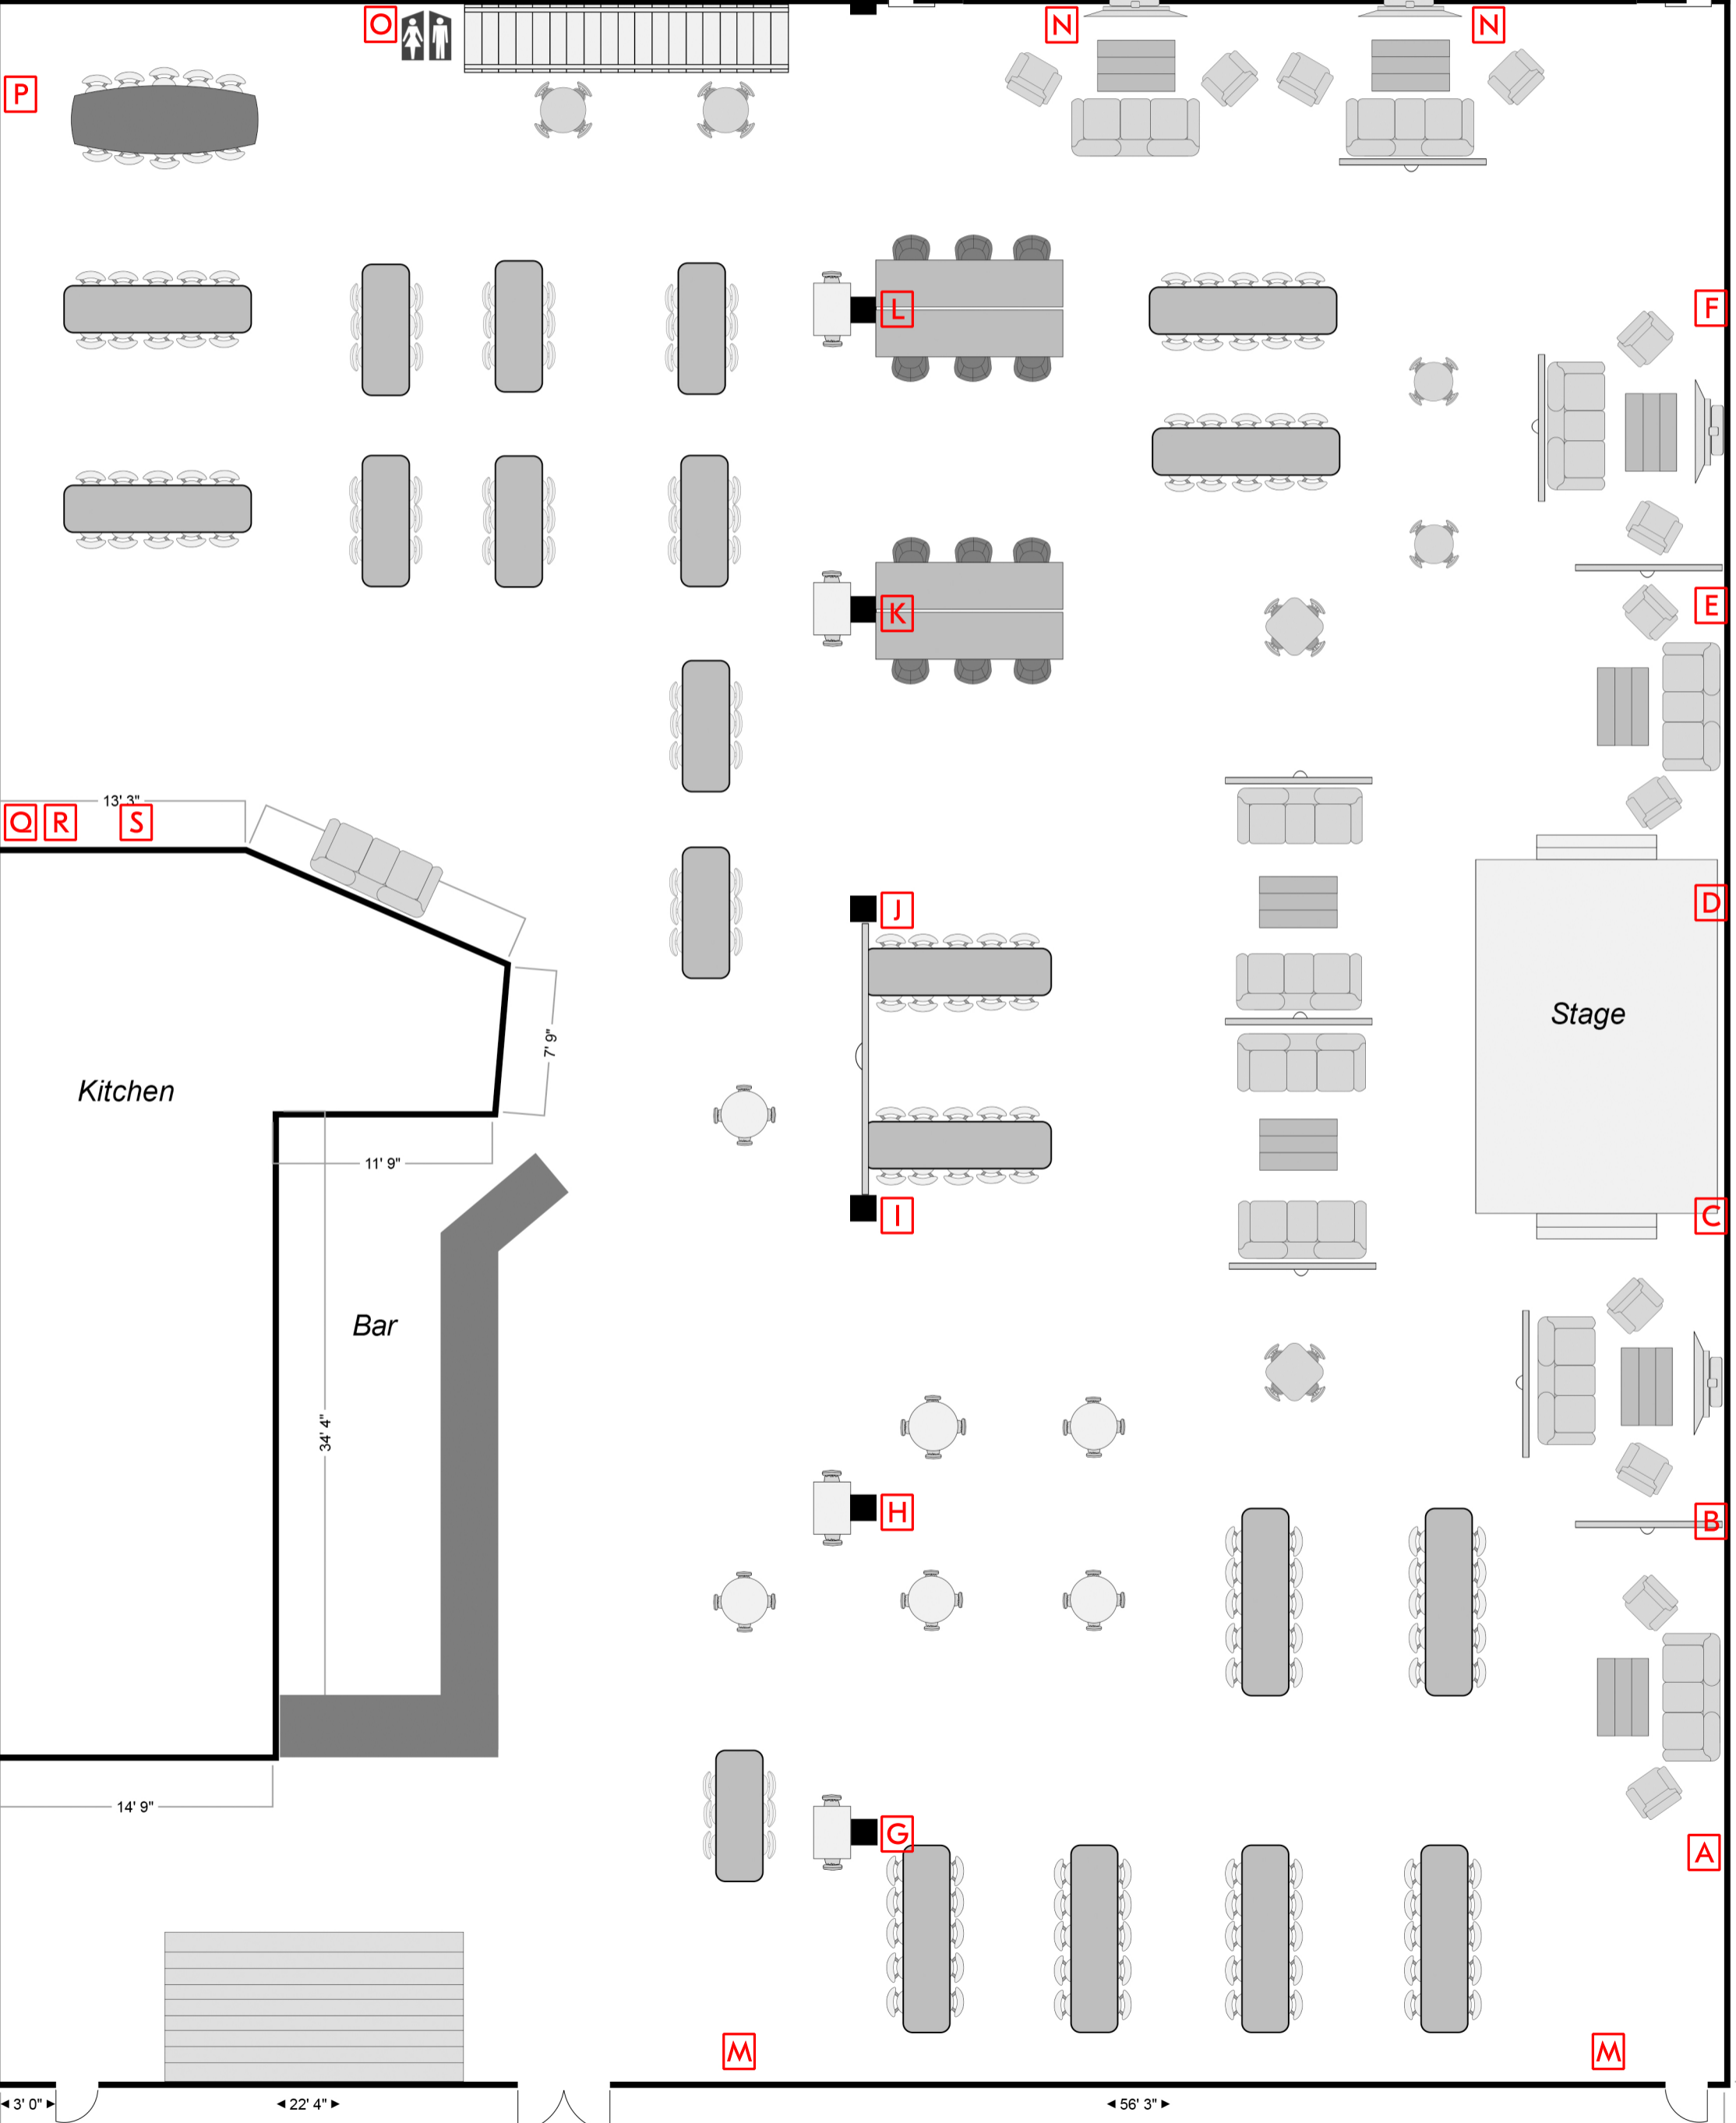 O
N
N
P
L
F
K
E
13' 3"
Q R S
J
D
Stage
7' 9"
Kitchen
11' 9"
I
C
Bar
34' 4"
H
B
14' 9"
G
A
M
M
3' 0"
22' 4"
56' 3"